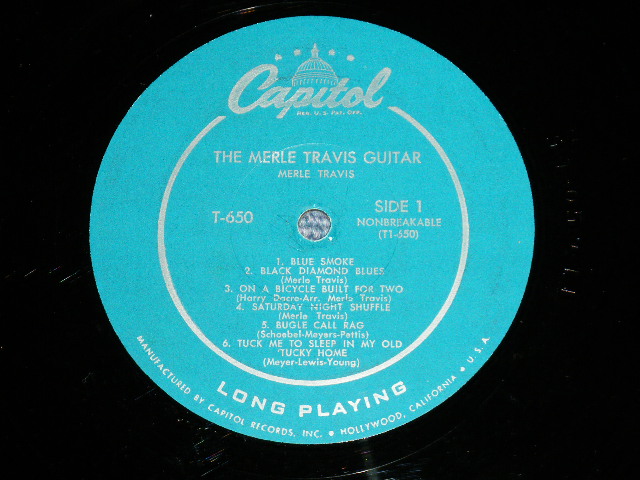 Capitol
REG. U.S. PAT. OFF.
THE MERLE TRAVIS GUITAR
MERLE TRAVIS
T-650
SIDE 1
NONBREAKABLE
(T1-650)
1. BLUE SMOKE
2. BLACK DIAMOND BLUES
(Merle Travis)
3. ON A BICYCLE BUILT FOR TWO
(Harry Dacre-Arr. Merle Travis)
4. SATURDAY NIGHT SHUFFLE
(Merle Travis)
5. BUGLE CALL RAG
(Schoebel-Meyers-Pettis)
6. TUCK ME TO SLEEP IN MY OLD
'TUCKY HOME
(Meyer-Lewis-Young)
LONG PLAYING
MANUFACTURED BY CAPITOL RECORDS, INC. • HOLLYWOOD, CALIFORNIA • U.S.A.